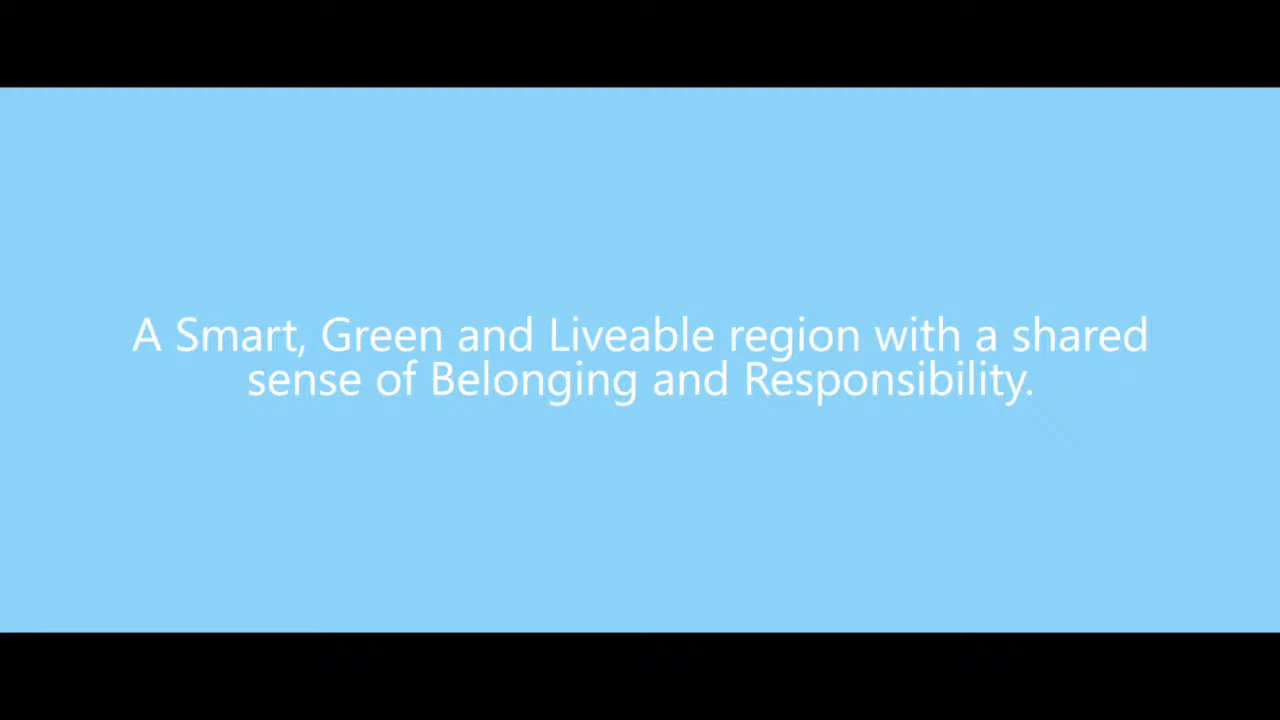 A Smart, Green and Liveable region with a shared
sense of Belonging and Responsibility.